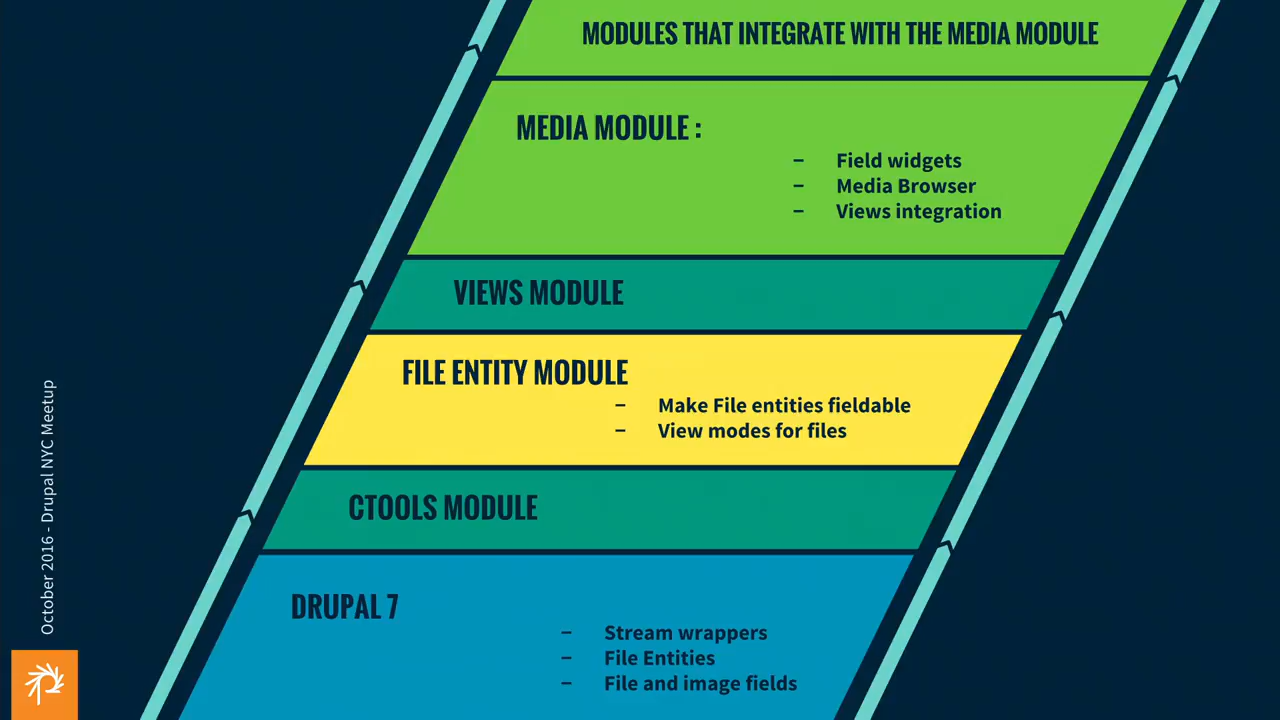 MODULES THAT INTEGRATE WITH THE MEDIA MODULE
MEDIA MODULE :
– Field widgets
– Media Browser
– Views integration
VIEWS MODULE
FILE ENTITY MODULE
– Make File entities fieldable
– View modes for files
CTOOLS MODULE
DRUPAL 7
– Stream wrappers
– File Entities
– File and image fields
October 2016 - Drupal NYC Meetup